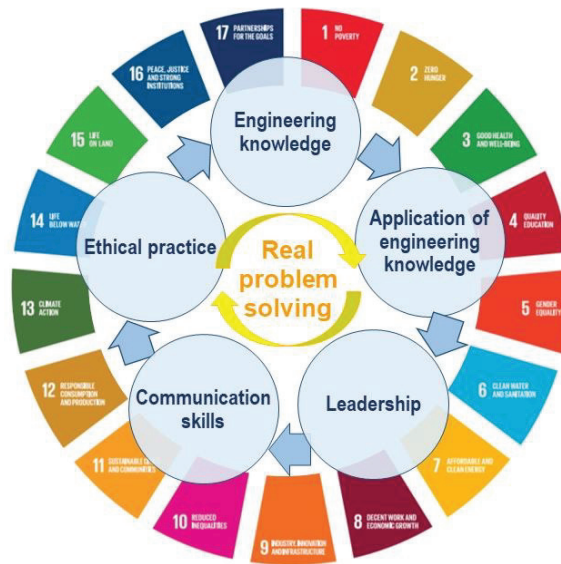 17 PARTNERSHIPS
FOR THE GOALS
1 NO
POVERTY
2 ZERO
HUNGER
3 GOOD HEALTH
AND WELL-BEING
4 QUALITY
EDUCATION
5 GENDER
EQUALITY
6 CLEAN WATER
AND SANITATION
7 AFFORDABLE AND
CLEAN ENERGY
8 DECENT WORK AND
ECONOMIC GROWTH
9 INDUSTRY, INNOVATION
AND INFRASTRUCTURE
10 REDUCED
INEQUALITIES
11 SUSTAINABLE
AND COMMUNITIES
12 RESPONSIBLE
CONSUMPTION
AND PRODUCTION
13 CLIMATE
ACTION
14 LIFE
BELOW WAT
15 LIFE
ON LAND
16 PEACE, JUSTICE
AND STRONG
INSTITUTIONS
Engineering
knowledge
Application of
engineering
knowledge
Leadership
Communication
skills
Ethical practice
Real
problem
solving